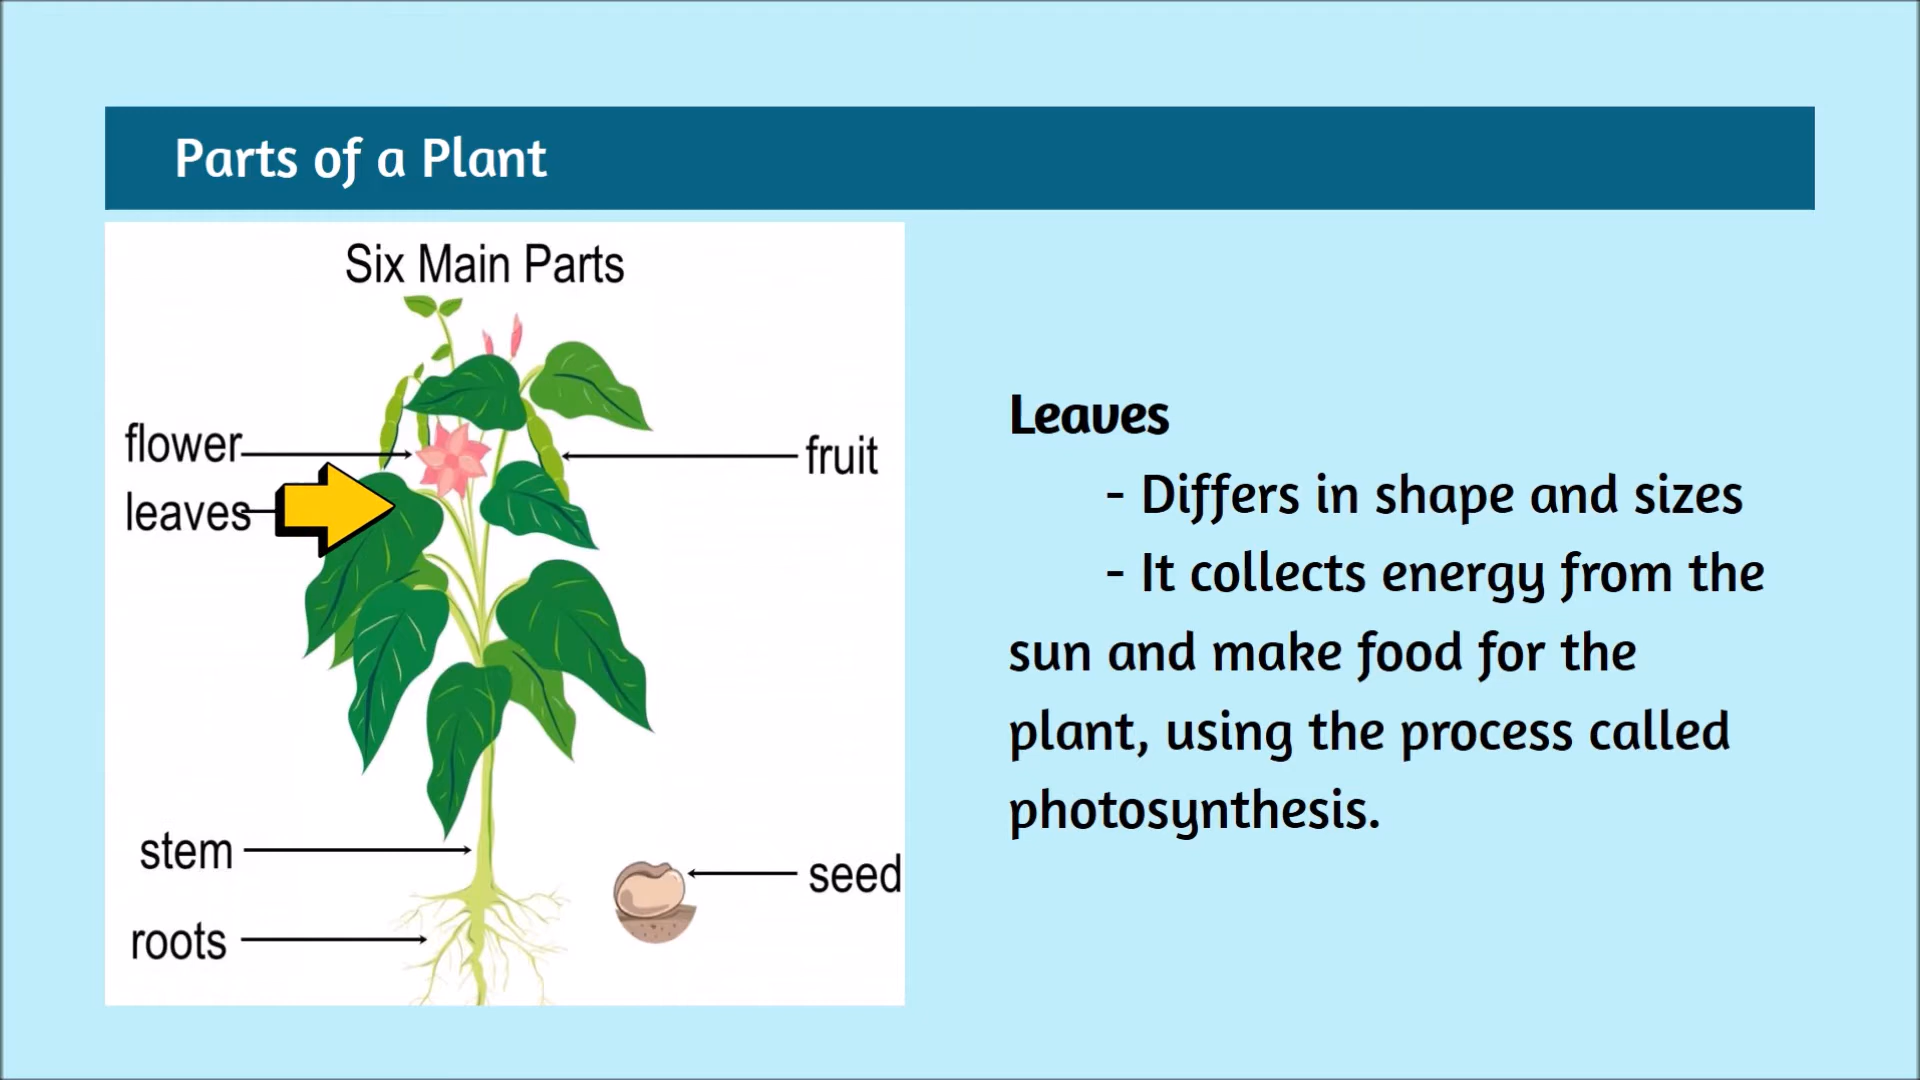 Parts of a Plant
Six Main Parts
flower
fruit
leaves
stem
seed
roots
Leaves
- Differs in shape and sizes
- It collects energy from the
sun and make food for the
plant, using the process called
photosynthesis.